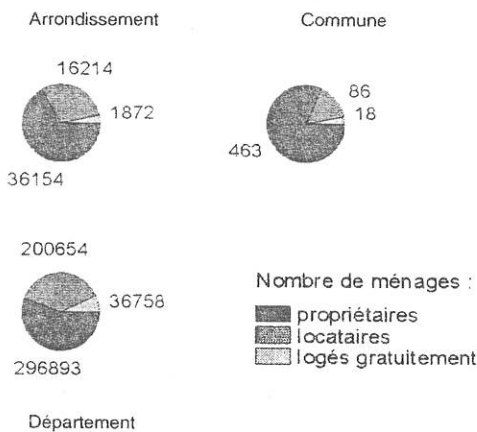 Arrondissement
16214
1872
36154
Commune
86
18
463
200654
36758
296893
Département
Nombre de ménages :
propriétaires
locataires
logés gratuitement